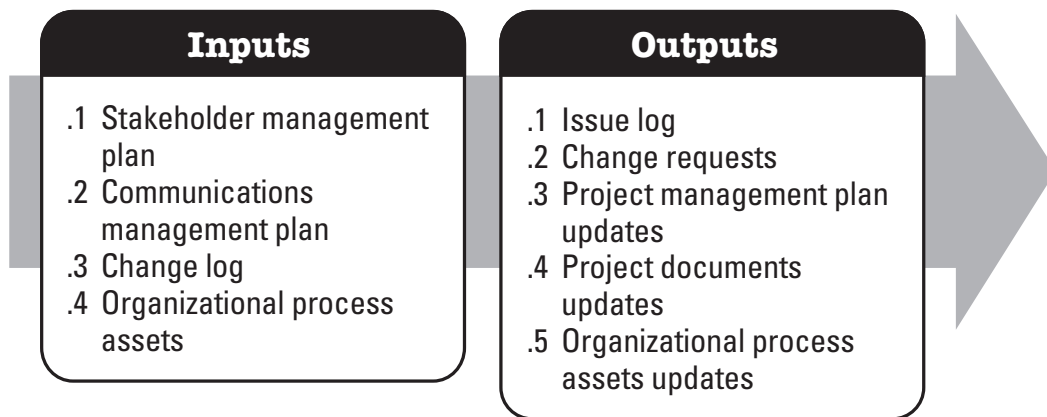 Inputs
.1 Stakeholder management
plan
.2 Communications
management plan
.3 Change log
.4 Organizational process
assets
Outputs
.1 Issue log
.2 Change requests
.3 Project management plan
updates
.4 Project documents
updates
.5 Organizational process
assets updates